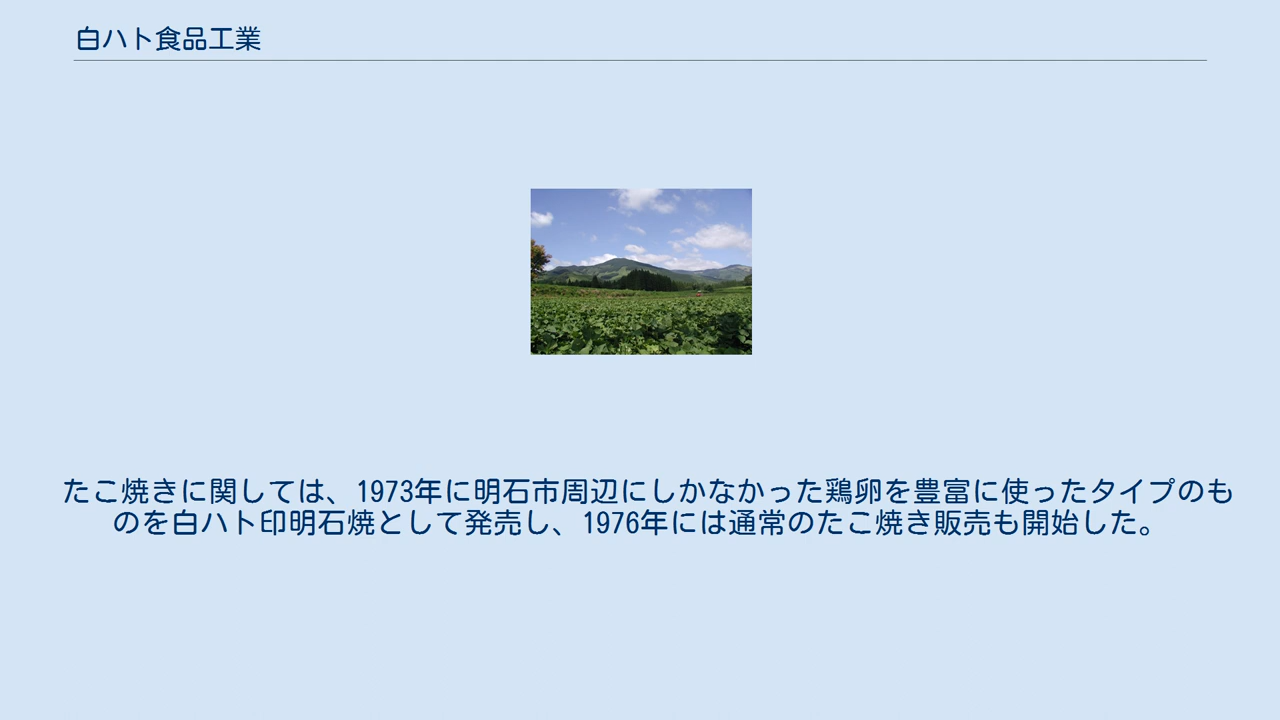 白ハト食品工業
たこ焼きに関しては、1973年に明石市周辺にしかなかった鶏卵を豊富に使ったタイプのも
のを白ハト印明石焼として発売し、1976年には通常のたこ焼き販売も開始した。